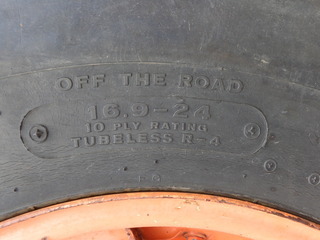 OFF THE ROAD
16.9-24
10 PLY RATING
TUBELESS R-4